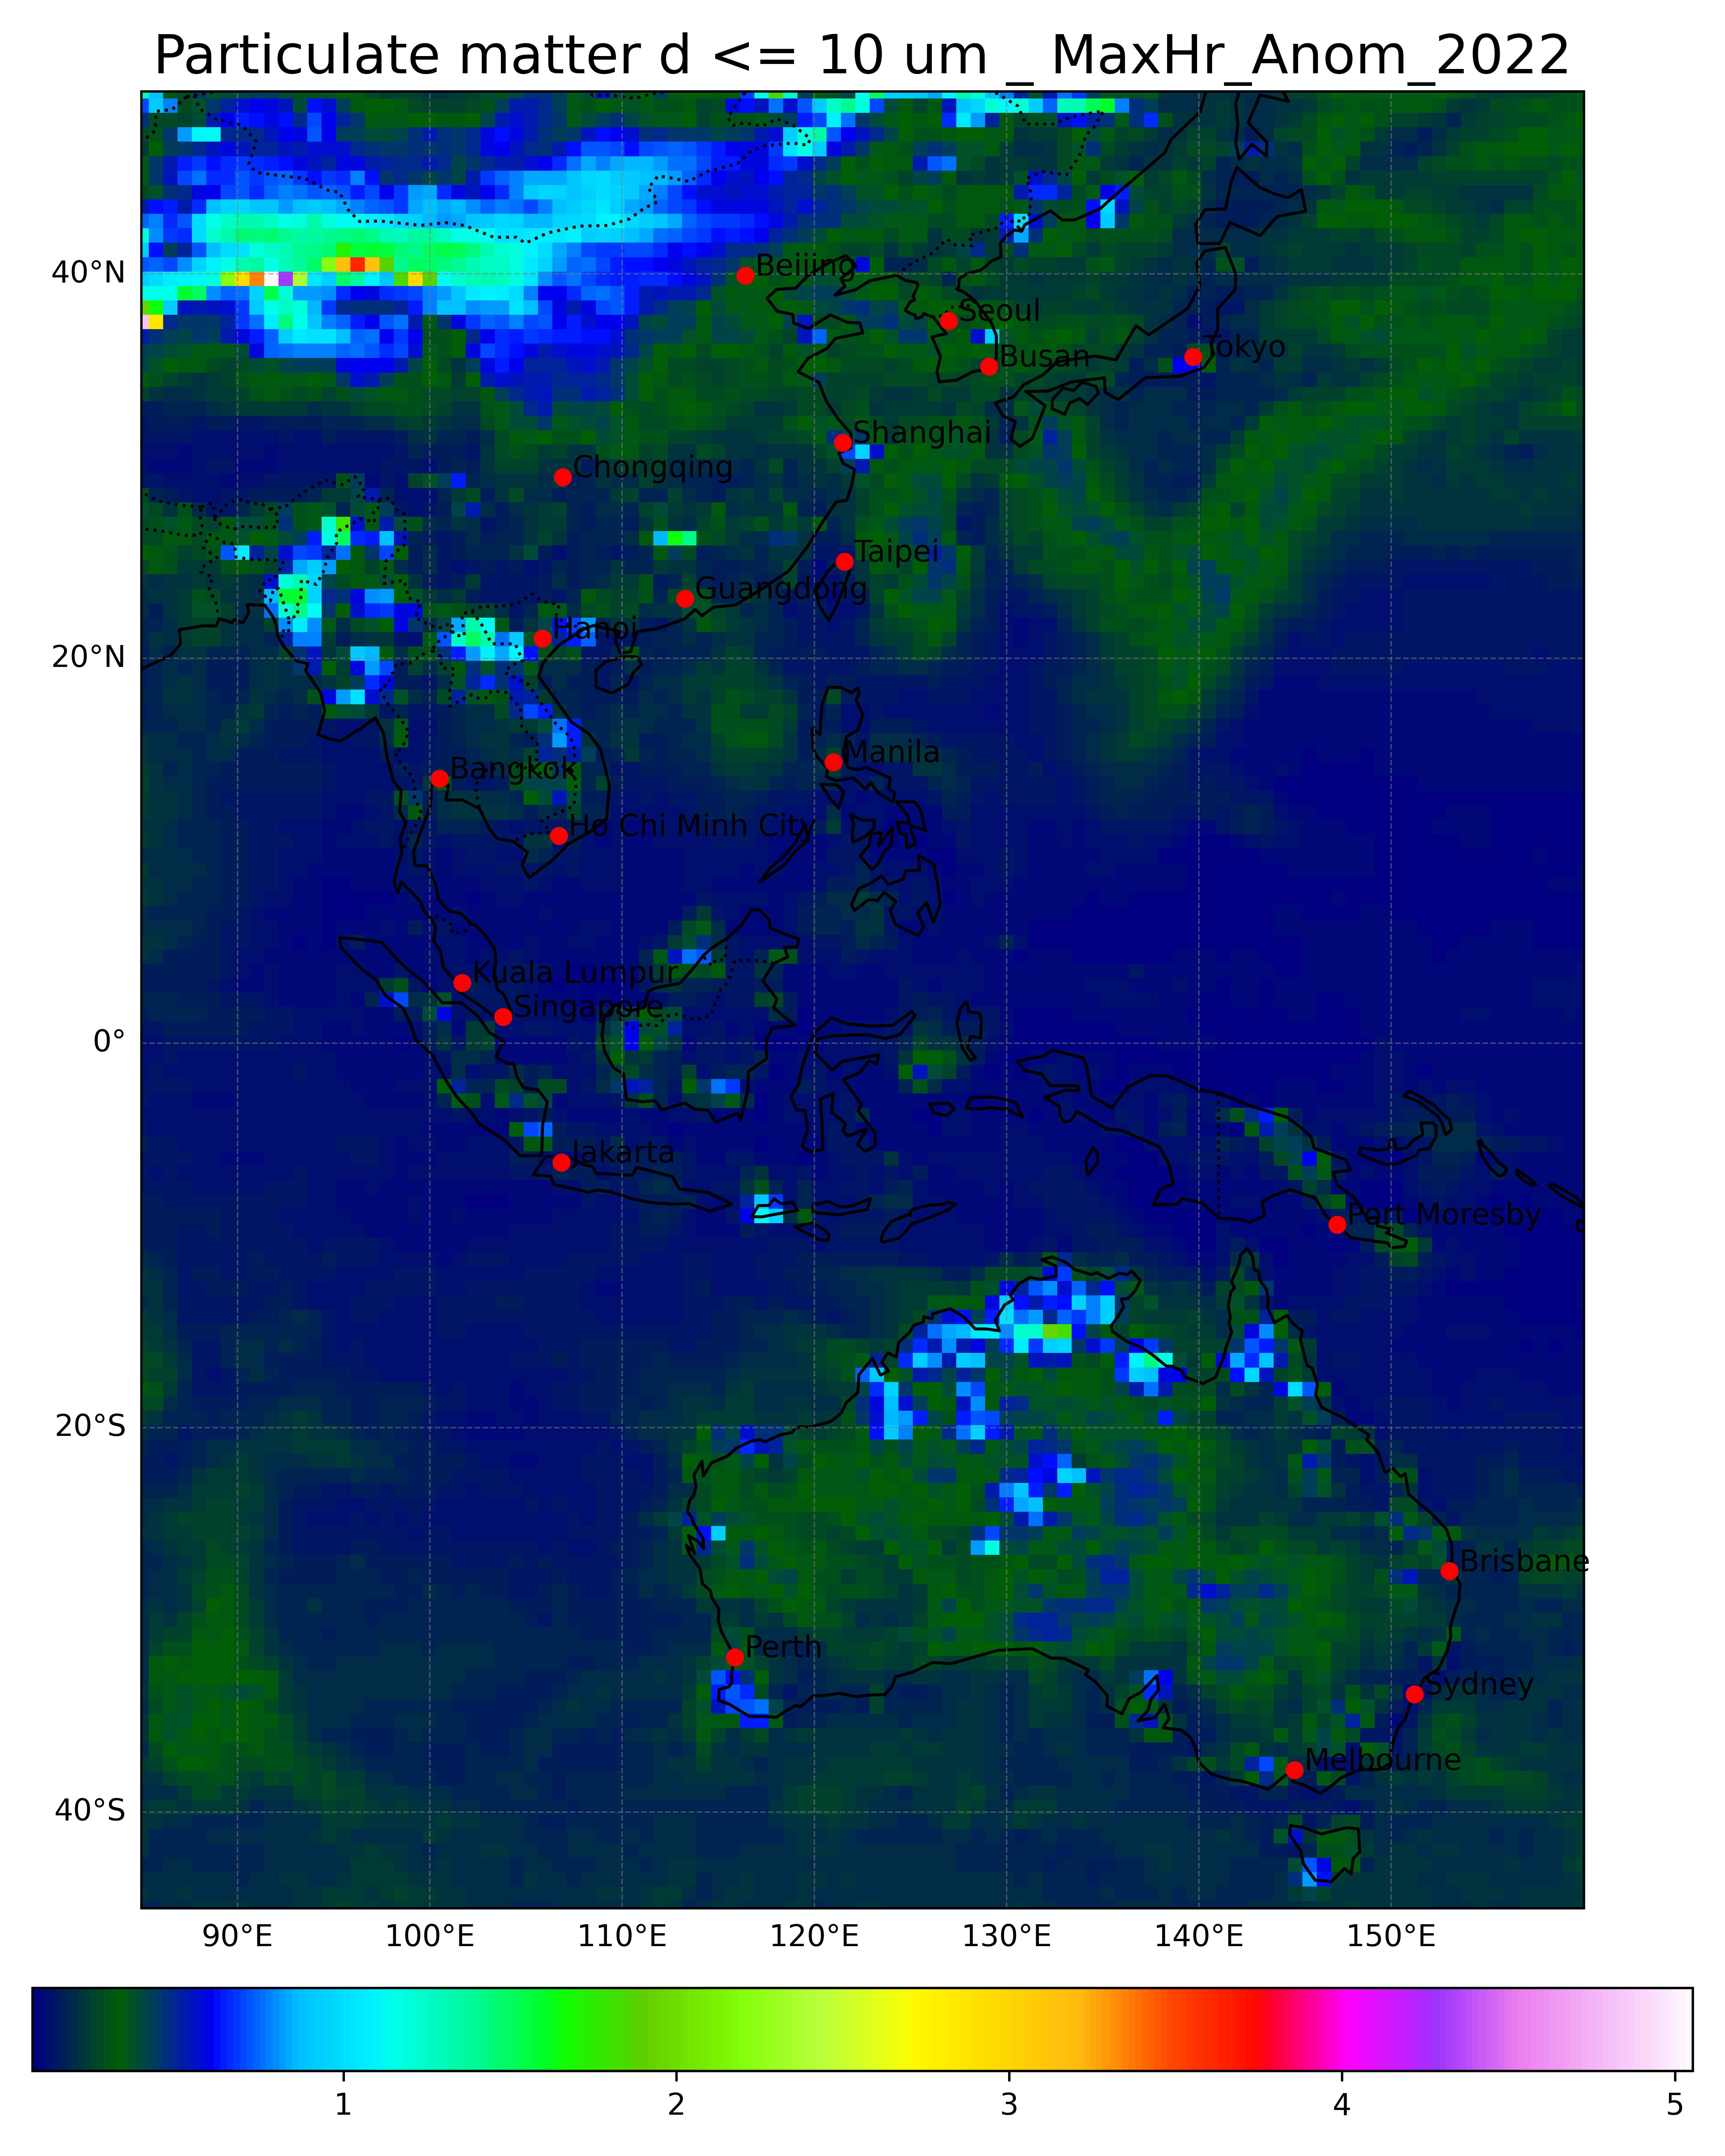 Particulate matter d <= 10 um _ MaxHr_Anom_2022
40°N
20°N
0°
20°S
40°S
Beijing
Seoul
Tokyo
Busan
Shanghai
Chongqing
Taipei
Guangdong
Hanoi
Manila
Bangkok
Ho Chi Minh City
Kuala Lumpur
Singapore
Jakarta
Port Moresby
Brisbane
Perth
Sydney
Melbourne
90°E 100°E 110°E 120°E 130°E 140°E 150°E
1 2 3 4 5